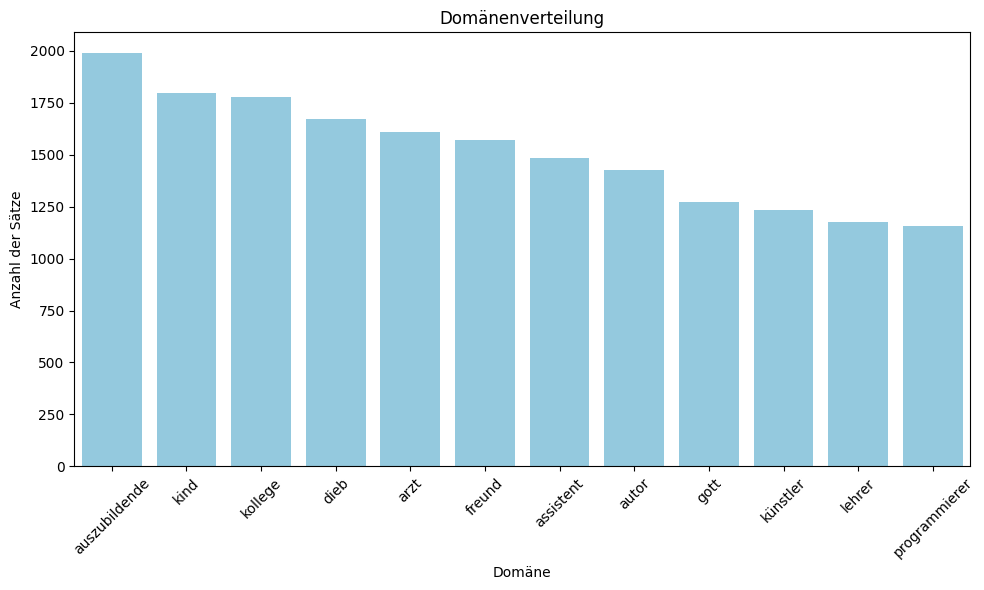 Domänenverteilung
Anzahl der Sätze
2000
1750
1500
1250
1000
750
500
250
0
auszubildende
kind
kollege
dieb
arzt
freund
assistent
autor
gott
künstler
lehrer
programmierer
Domäne